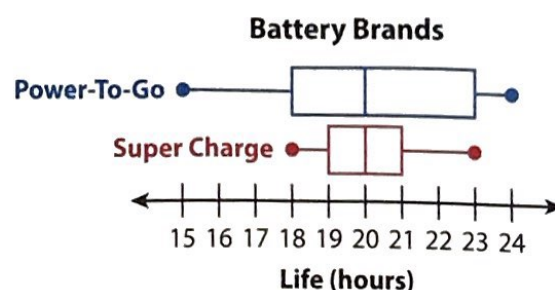 Battery Brands
Power-To-Go
Super Charge
15 16 17 18 19 20 21 22 23 24
Life (hours)